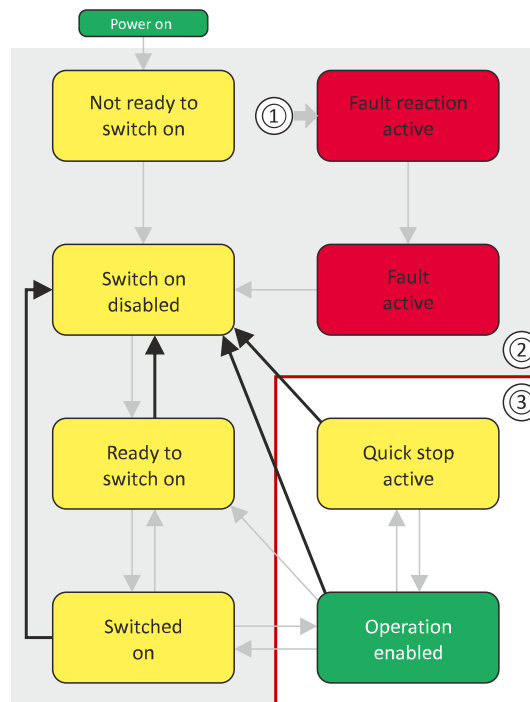 Power on
Not ready to
switch on
①
Fault reaction
active
Switch on
disabled
Fault
active
②
③
Ready to
switch on
Quick stop
active
Switched
on
Operation
enabled